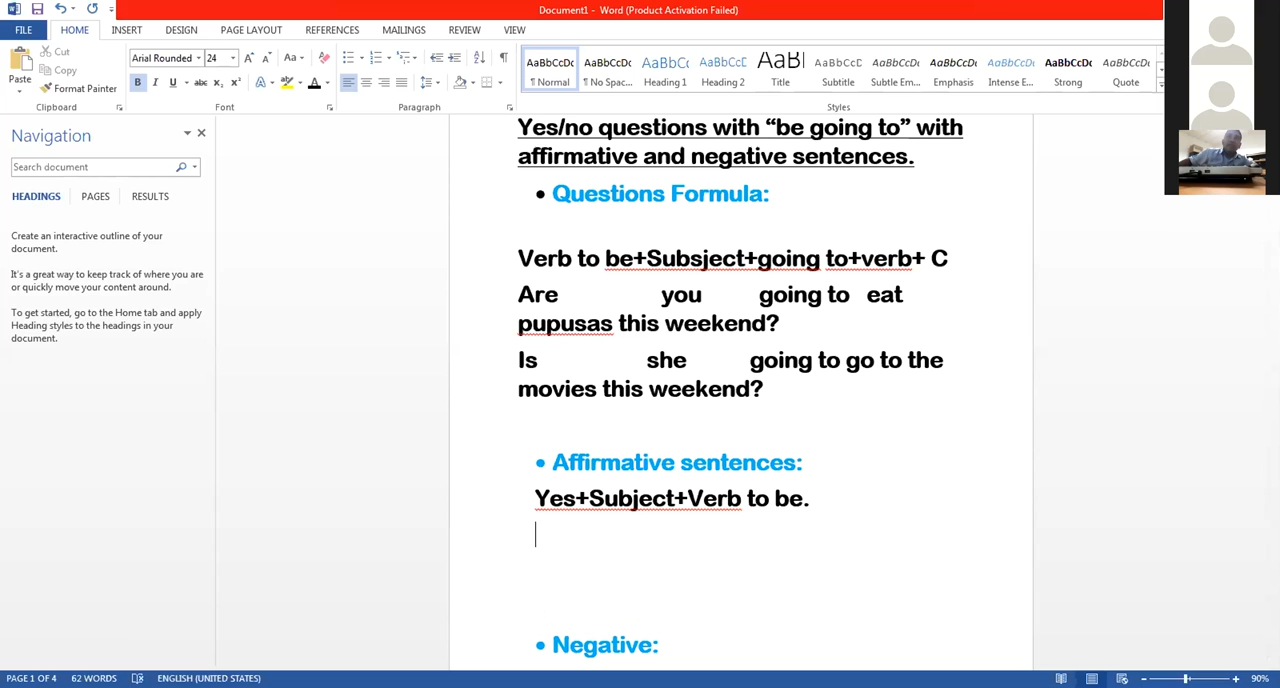 Document1 - Word (Product Activation Failed)
FILE HOME INSERT DESIGN PAGE LAYOUT REFERENCES MAILINGS REVIEW VIEW
Cut
Copy
Format Painter
Paste
Arial Rounded 24
AaBbCcDc AaBbCcDc AaBbCc AaBbCcD AaBl AaBbCcD AaBbCcDc AaBbCcDc AaBbCcDc AaBbCcDc AaBbCcDc
¶ Normal ¶ No Spac... Heading 1 Heading 2 Title Subtitle Subtle Em... Emphasis Intense E... Strong Quote
Clipboard Font Paragraph Styles
Navigation
Search document
HEADINGS PAGES RESULTS
Create an interactive outline of your
document.
It's a great way to keep track of where you are
or quickly move your content around.
To get started, go to the Home tab and apply
Heading styles to the headings in your
document.
Yes/no questions with “be going to” with
affirmative and negative sentences.
• Questions Formula:
Verb to be+Subsject+going to+verb+ C
Are you going to eat
pupusas this weekend?
Is she going to go to the
movies this weekend?
• Affirmative sentences:
Yes+Subject+Verb to be.
• Negative:
PAGE 1 OF 4 62 WORDS ENGLISH (UNITED STATES) 90%